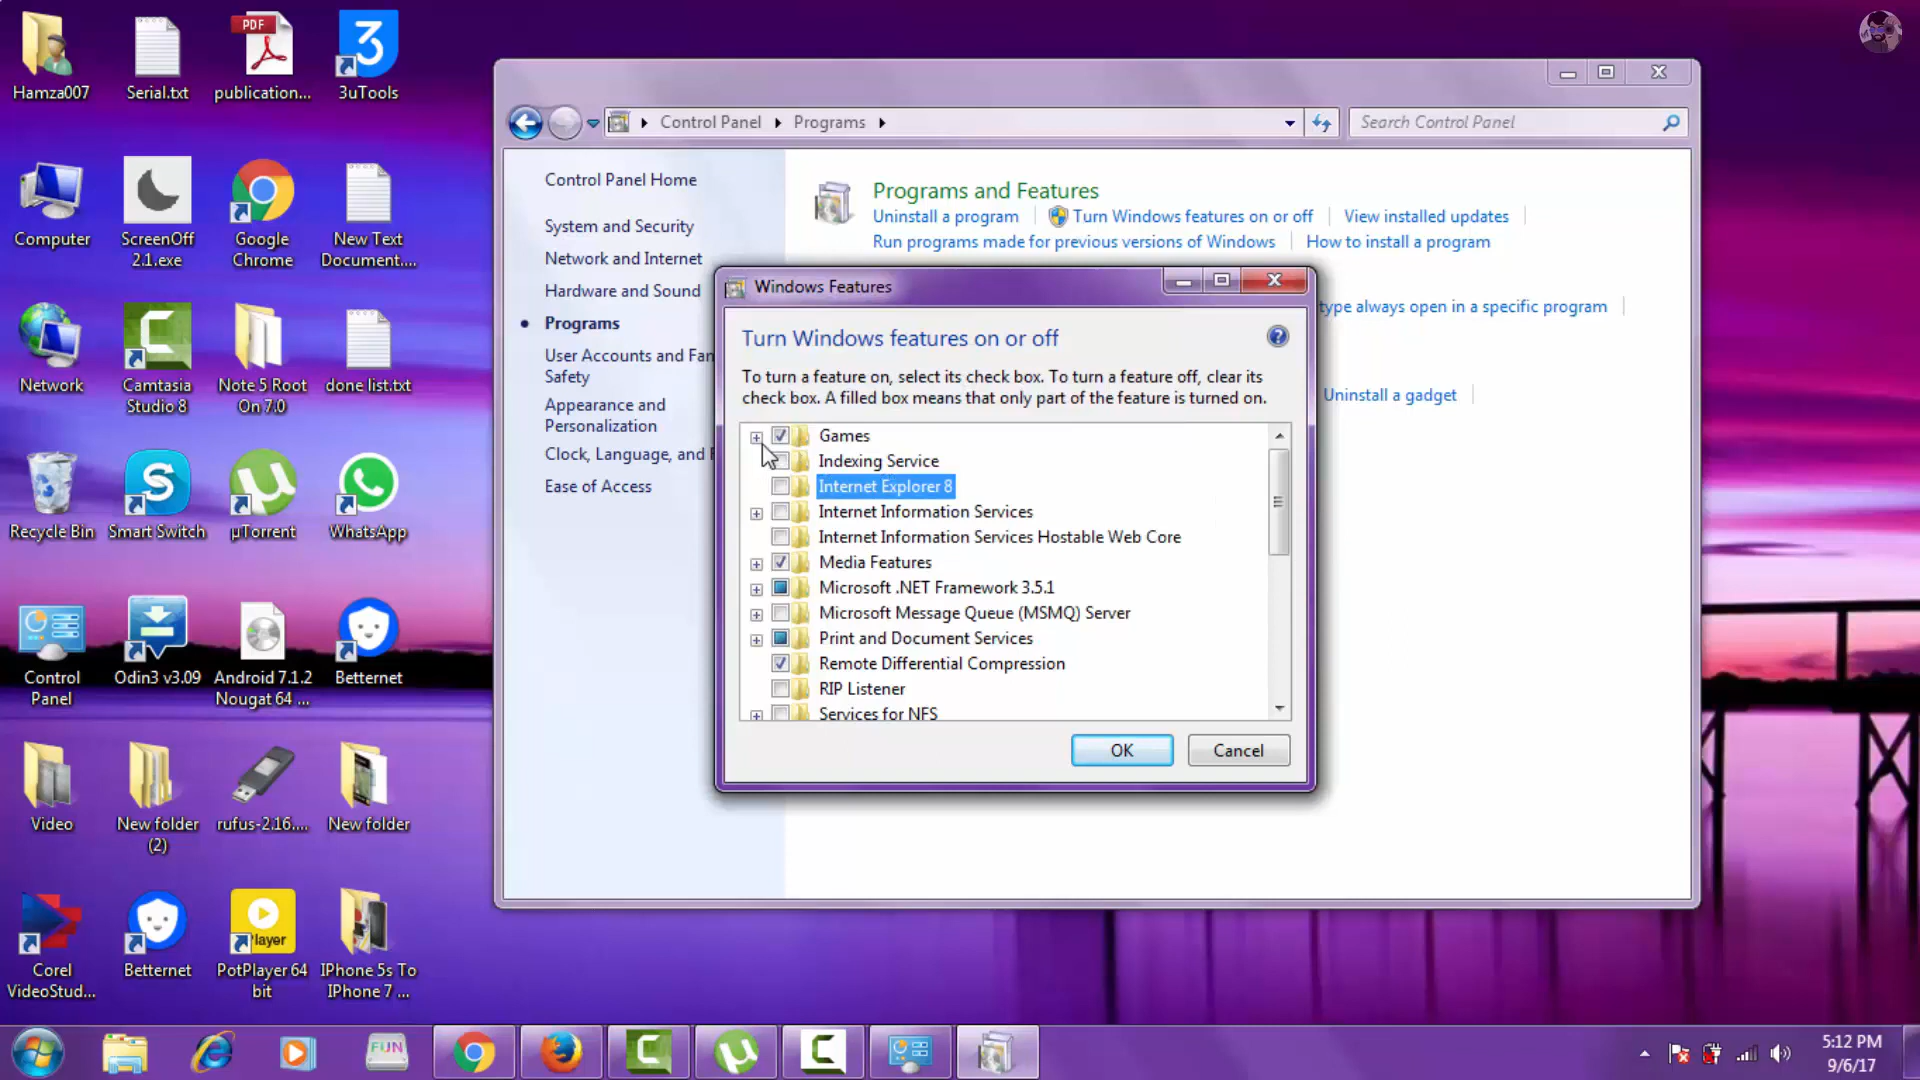 Hamza007
Serial.txt
PDF
publication...
3
3uTools
Computer
ScreenOff
2.1.exe
Google
Chrome
New Text
Document....
Network
Camtasia
Studio 8
Note 5 Root
On 7.0
done list.txt
Recycle Bin
Smart Switch
µTorrent
WhatsApp
Control
Panel
Odin3 v3.09
Android 7.1.2
Nougat 64 ...
Betternet
Video
New folder
(2)
rufus-2.16....
New folder
Corel
VideoStud...
Betternet
Player
PotPlayer 64
bit
IPhone 5s To
IPhone 7 ...
Control Panel
Programs
Search Control Panel
Control Panel Home
System and Security
Network and Internet
Hardware and Sound
Programs
User Accounts and Fan
Safety
Appearance and
Personalization
Clock, Language, and R
Ease of Access
Programs and Features
Uninstall a program
Turn Windows features on or off
View installed updates
Run programs made for previous versions of Windows
How to install a program
type always open in a specific program
Uninstall a gadget
Windows Features
Turn Windows features on or off
To turn a feature on, select its check box. To turn a feature off, clear its
check box. A filled box means that only part of the feature is turned on.
Games
Indexing Service
Internet Explorer 8
Internet Information Services
Internet Information Services Hostable Web Core
Media Features
Microsoft .NET Framework 3.5.1
Microsoft Message Queue (MSMQ) Server
Print and Document Services
Remote Differential Compression
RIP Listener
Services for NFS
OK
Cancel
FUN
5:12 PM
9/6/17